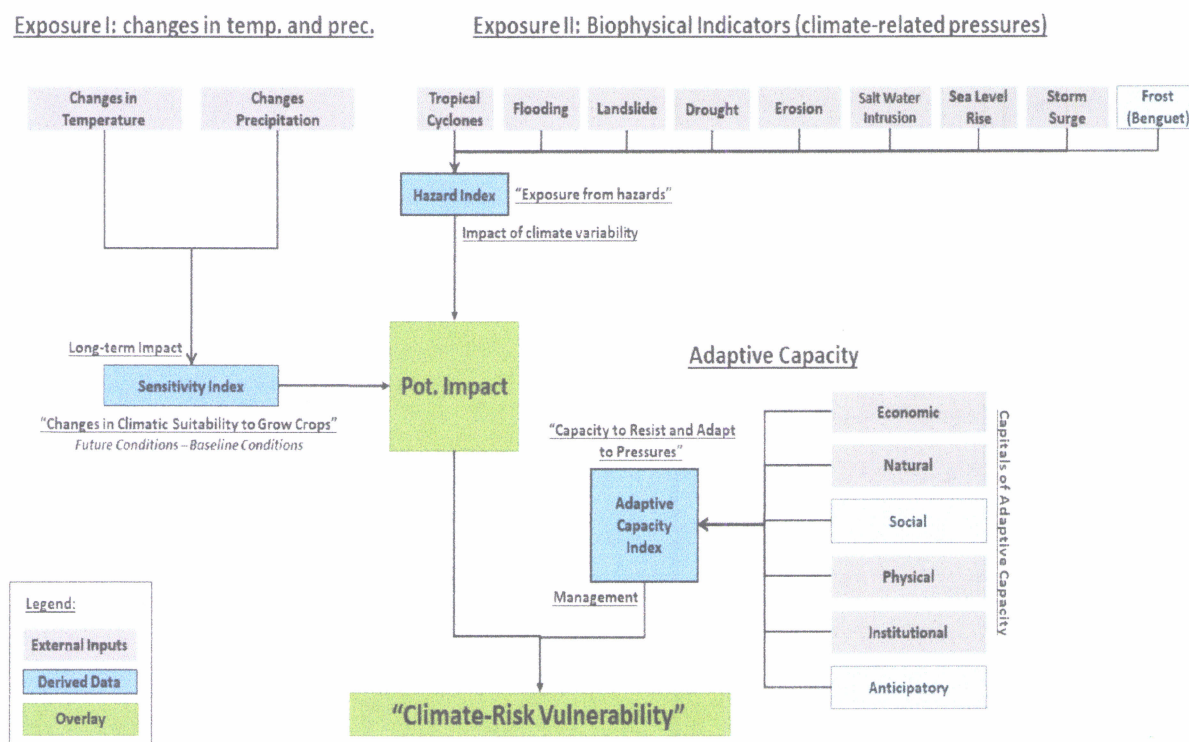 Exposure I: changes in temp. and prec.
Exposure II: Biophysical Indicators (climate-related pressures)
Changes in
Temperature
Changes
Precipitation
Tropical
Cyclones
Flooding
Landslide
Drought
Erosion
Salt Water
Intrusion
Sea Level
Rise
Storm
Surge
Frost
(Benguet)
Hazard Index
"Exposure from hazards"
Impact of climate variability
Long-term Impact
Sensitivity Index
"Changes in Climatic Suitability to Grow Crops"
Future Conditions – Baseline Conditions
Pot. Impact
Adaptive Capacity
"Capacity to Resist and Adapt
to Pressures"
Adaptive
Capacity
Index
Management
Economic
Natural
Social
Physical
Institutional
Anticipatory
Capitals of Adaptive Capacity
Legend:
External Inputs
Derived Data
Overlay
"Climate-Risk Vulnerability"